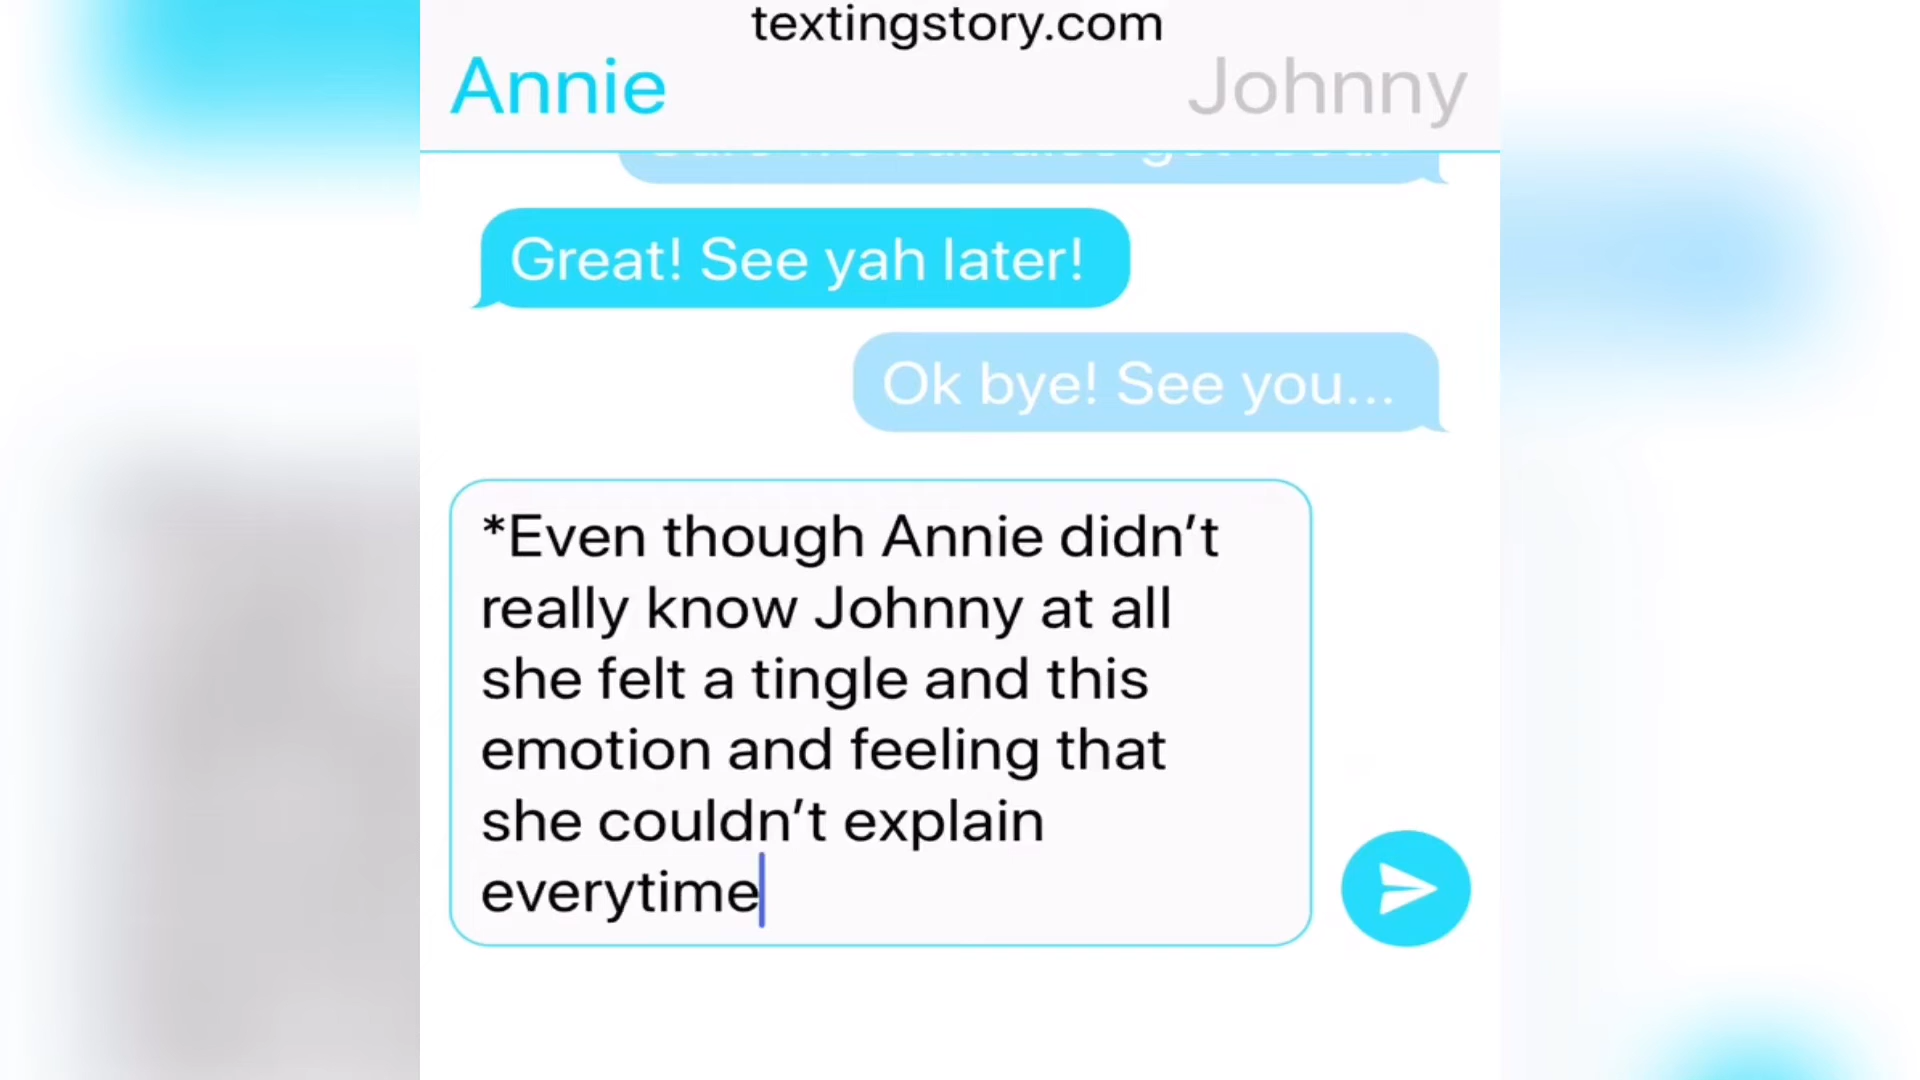 textingstory.com
Annie
Johnny
Great! See yah later!
Ok bye! See you...
*Even though Annie didn’t
really know Johnny at all
she felt a tingle and this
emotion and feeling that
she couldn’t explain
everytime